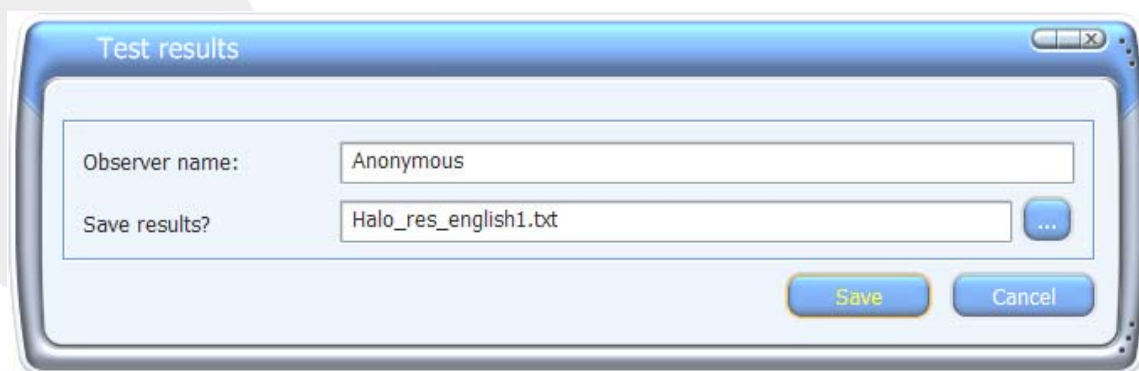 Test results
Observer name: Anonymous
Save results? Halo_res_english1.txt ...
Save Cancel